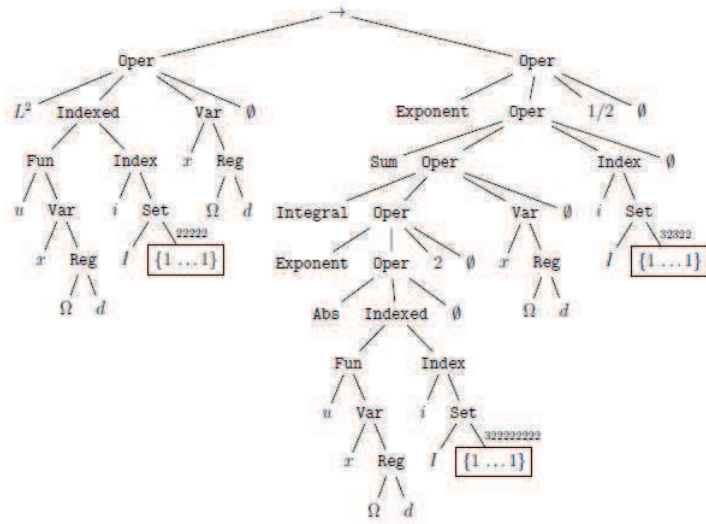 →
Oper Oper
L² Indexed Var ∅ Exponent Oper 1/2 ∅
Fun Index x Reg Sum Oper Index ∅
u Var i Set Ω d Integral Oper Var ∅ i Set
22222 32322
x Reg I {1 …1} Exponent Oper 2 ∅ x Reg I {1 …1}
Ω d Abs Indexed ∅ Ω d
Fun Index
u Var i Set
322222222
x Reg I {1 …1}
Ω d